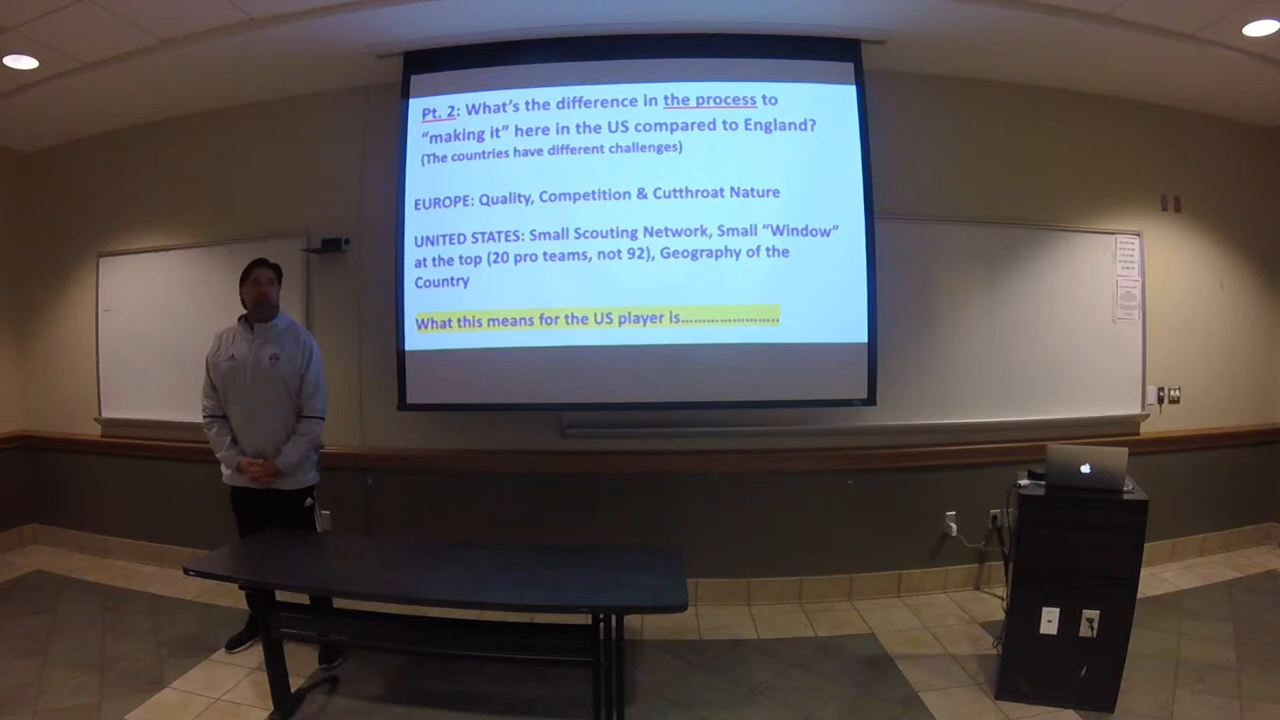 Pt. 2: What's the difference in the process to
"making it" here in the US compared to England?
(The countries have different challenges)
EUROPE: Quality, Competition & Cutthroat Nature
UNITED STATES: Small Scouting Network, Small "Window"
at the top (20 pro teams, not 92), Geography of the
Country
What this means for the US player is.......................